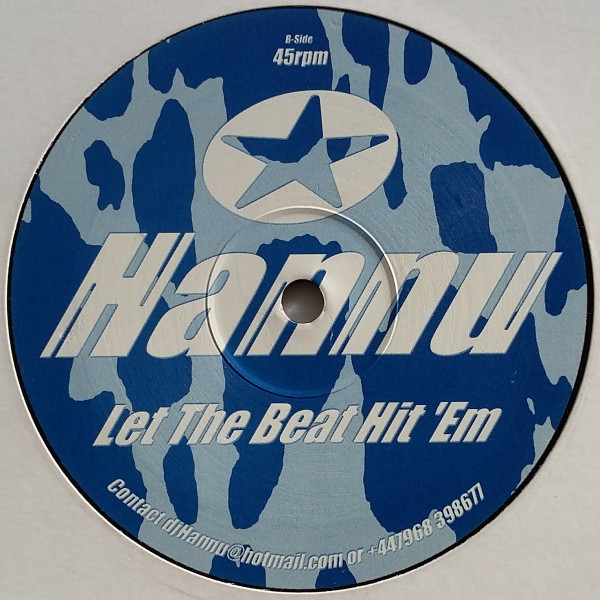 B-Side
45rpm
Hannu
Let The Beat Hit 'Em
Contact djHannu@hotmail.com or +447968 398677